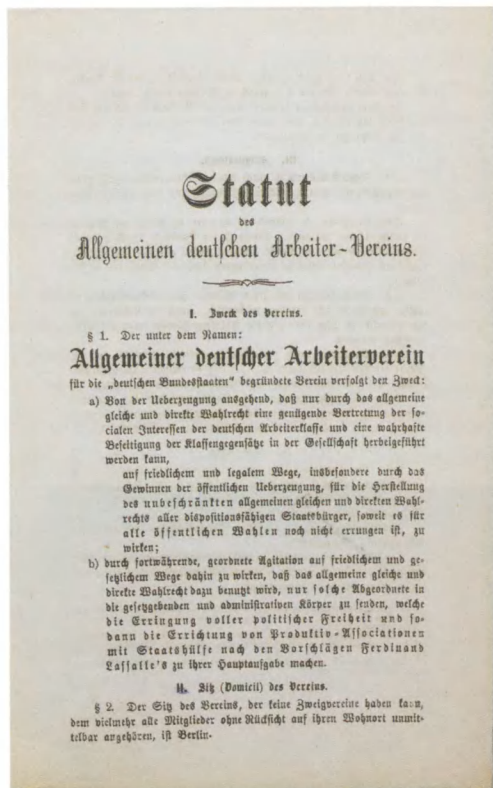 Statut
des
Allgemeinen deutschen Arbeiter-Vereins.
I. Zweck des Vereins.
§ 1. Der unter dem Namen:
Allgemeiner deutscher Arbeiterverein
für die „deutschen Bundesstaaten“ begründete Verein verfolgt den Zweck:
a) Von der Ueberzeugung ausgehend, daß nur durch das allgemeine
gleiche und direkte Wahlrecht eine genügende Vertretung der so-
cialen Interessen der deutschen Arbeiterklasse und eine wahrhafte
Beseitigung der Klassengegensätze in der Gesellschaft herbeigeführt
werden kann,
auf friedlichem und legalem Wege, insbesondere durch das
Gewinnen der öffentlichen Ueberzeugung, für die Herstellung
des unbeschränkten allgemeinen gleichen und direkten Wahl-
rechts aller dispositionsfähigen Staatsbürger, soweit es für
alle öffentlichen Wahlen noch nicht errungen ist, zu
wirken;
b) durch fortwährende, geordnete Agitation auf friedlichem und ge-
setzlichem Wege dahin zu wirken, daß das allgemeine gleiche und
direkte Wahlrecht dazu benutzt wird, nur solche Abgeordnete in
die gesetzgebenden und administrativen Körper zu senden, welche
die Erringung voller politischer Freiheit und so-
dann die Errichtung von Produktiv-Associationen
mit Staatshülfe nach den Vorschlägen Ferdinand
Lassalle's zu ihrer Hauptaufgabe machen.
II. Sitz (Domicil) des Vereins.
§ 2. Der Sitz des Vereins, der keine Zweigvereine haben kann,
dem vielmehr alle Mitglieder ohne Rücksicht auf ihren Wohnort unmit-
telbar angehören, ist Berlin.